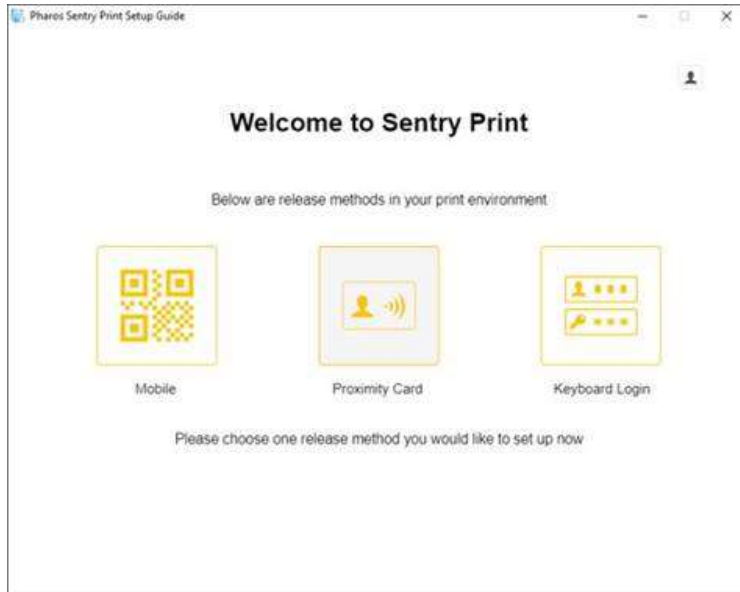 Pharos Sentry Print Setup Guide
Welcome to Sentry Print
Below are release methods in your print environment
Mobile
Proximity Card
Keyboard Login
Please choose one release method you would like to set up now